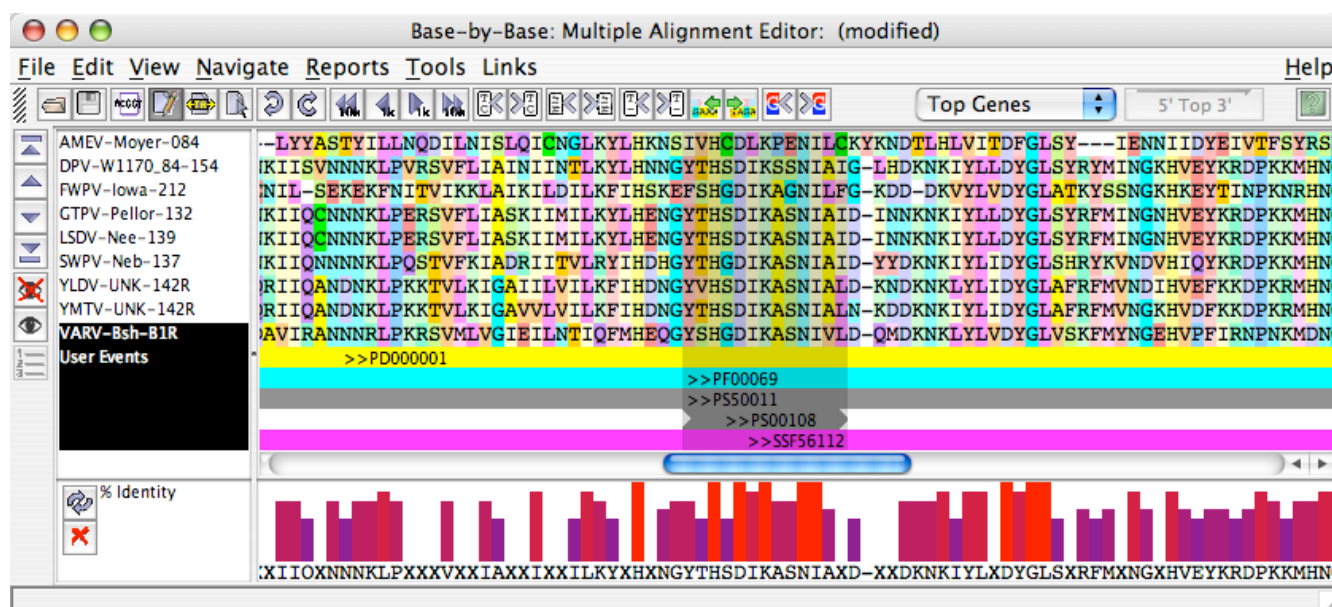 Base-by-Base: Multiple Alignment Editor: (modified)
File Edit View Navigate Reports Tools Links Help
Top Genes 5' Top 3'
AMEV-Moyer-084 --LYYASTYILLNQDILNISLQICNGLKYLHKNSIVHCDLKPENILCKYKNDTLHLVITDFGLSY---IENNIIDYEIVTFSYRS
DPV-W1170_84-154 KIISVNNNKLPVRSVFLIAINIINTLKYLHNNGYTHSDIKSSNIAIG-LHDKNKIYLLDYGLSYRYMINGKHVEYKRDPKKMHN
FWPV-Iowa-212 NIL-SEKEKFNITVIKKLAIKILDILKFIHSKEFSHGDIKAGNILFG-KDD-DKVYLVDYGLATKYSSNGKHKEYTINPKNRHN
GTPV-Pellor-132 KIIQCNNNKLPERSVFLIASKIIMILKYLHENGYTHSDIKASNIAID-INNKNKIYLLDYGLSYRFMINGNHVEYKRDPKKMHN
LSDV-Nee-139 KIIQCNNNKLPERSVFLIASKIIMILKYLHENGYTHSDIKASNIAID-INNKNKIYLLDYGLSYRFMINGNHVEYKRDPKKMHN
SWPV-Neb-137 KIIQNNNNKLPQSTVFKIADRIITVLRYIHDHGYTHGDIKASNIAID-YYDKNKIYLIDYGLSHRYKVNDVHIQYKRDPKKMHN
YLDV-UNK-142R RIIQANDNKLPKKTVLKIGAIILVILKFIHDNGYVHSDIKASNIALD-KNDKNKIYLIDYGLAFRFMVNDIHVEFKKDPKRMHN
YMTV-UNK-142R RIIQANDNKLPKKTVLKIGAVVLVILKFIHDNGYTHSDIKASNIALN-KDDKNKIYLIDYGLAFRFMVNGKHVDFKKDPKRMHN
VARV-Bsh-B1R AVIRANNNRLPKRSVMLVGIEILNTIQFMHEQGYSHGDIKASNIVLD-QMDKNKLYLVDYGLVSKFMYNGEHVPFIRNPNKMDN
User Events
>>PD000001
>>PF00069
>>PS50011
>>PS00108
>>SSF56112
% Identity
XIIOXNNNKLPXXXVXXIAXXIXXILKYXHXNGYTHSDIKASNIAXD-XXDKNKIYLXDYGLSXRFMXNGXHVEYKRDPKKMHN